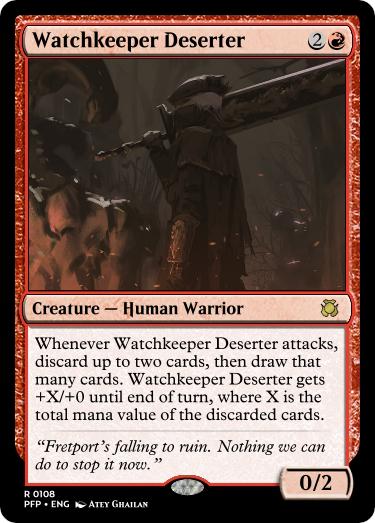 Watchkeeper Deserter 2
Creature — Human Warrior
Whenever Watchkeeper Deserter attacks,
discard up to two cards, then draw that
many cards. Watchkeeper Deserter gets
+X/+0 until end of turn, where X is the
total mana value of the discarded cards.
“Fretport’s falling to ruin. Nothing we can
do to stop it now.”
0/2
R 0108
PFP • ENG Atey Ghailan